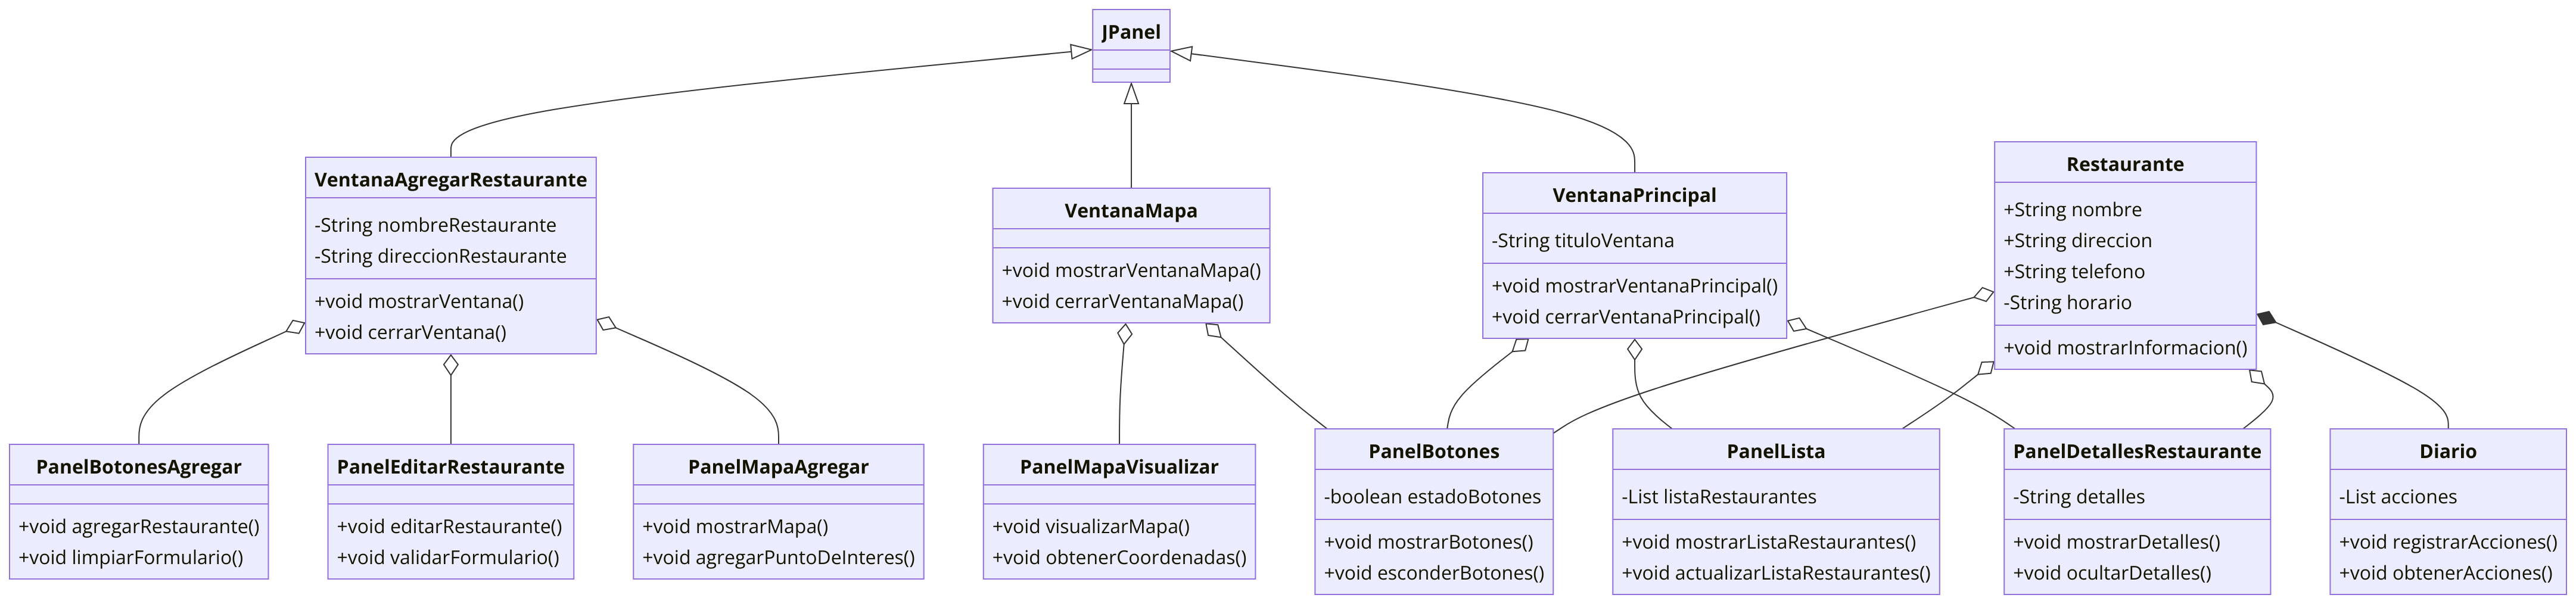 JPanel
VentanaAgregarRestaurante
-String nombreRestaurante
-String direccionRestaurante
+void mostrarVentana()
+void cerrarVentana()
VentanaMapa
+void mostrarVentanaMapa()
+void cerrarVentanaMapa()
VentanaPrincipal
-String tituloVentana
+void mostrarVentanaPrincipal()
+void cerrarVentanaPrincipal()
Restaurante
+String nombre
+String direccion
+String telefono
-String horario
+void mostrarInformacion()
PanelBotonesAgregar
+void agregarRestaurante()
+void limpiarFormulario()
PanelEditarRestaurante
+void editarRestaurante()
+void validarFormulario()
PanelMapaAgregar
+void mostrarMapa()
+void agregarPuntoDeInteres()
PanelMapaVisualizar
+void visualizarMapa()
+void obtenerCoordenadas()
PanelBotones
-boolean estadoBotones
+void mostrarBotones()
+void esconderBotones()
PanelLista
-List listaRestaurantes
+void mostrarListaRestaurantes()
+void actualizarListaRestaurantes()
PanelDetallesRestaurante
-String detalles
+void mostrarDetalles()
+void ocultarDetalles()
Diario
-List acciones
+void registrarAcciones()
+void obtenerAcciones()